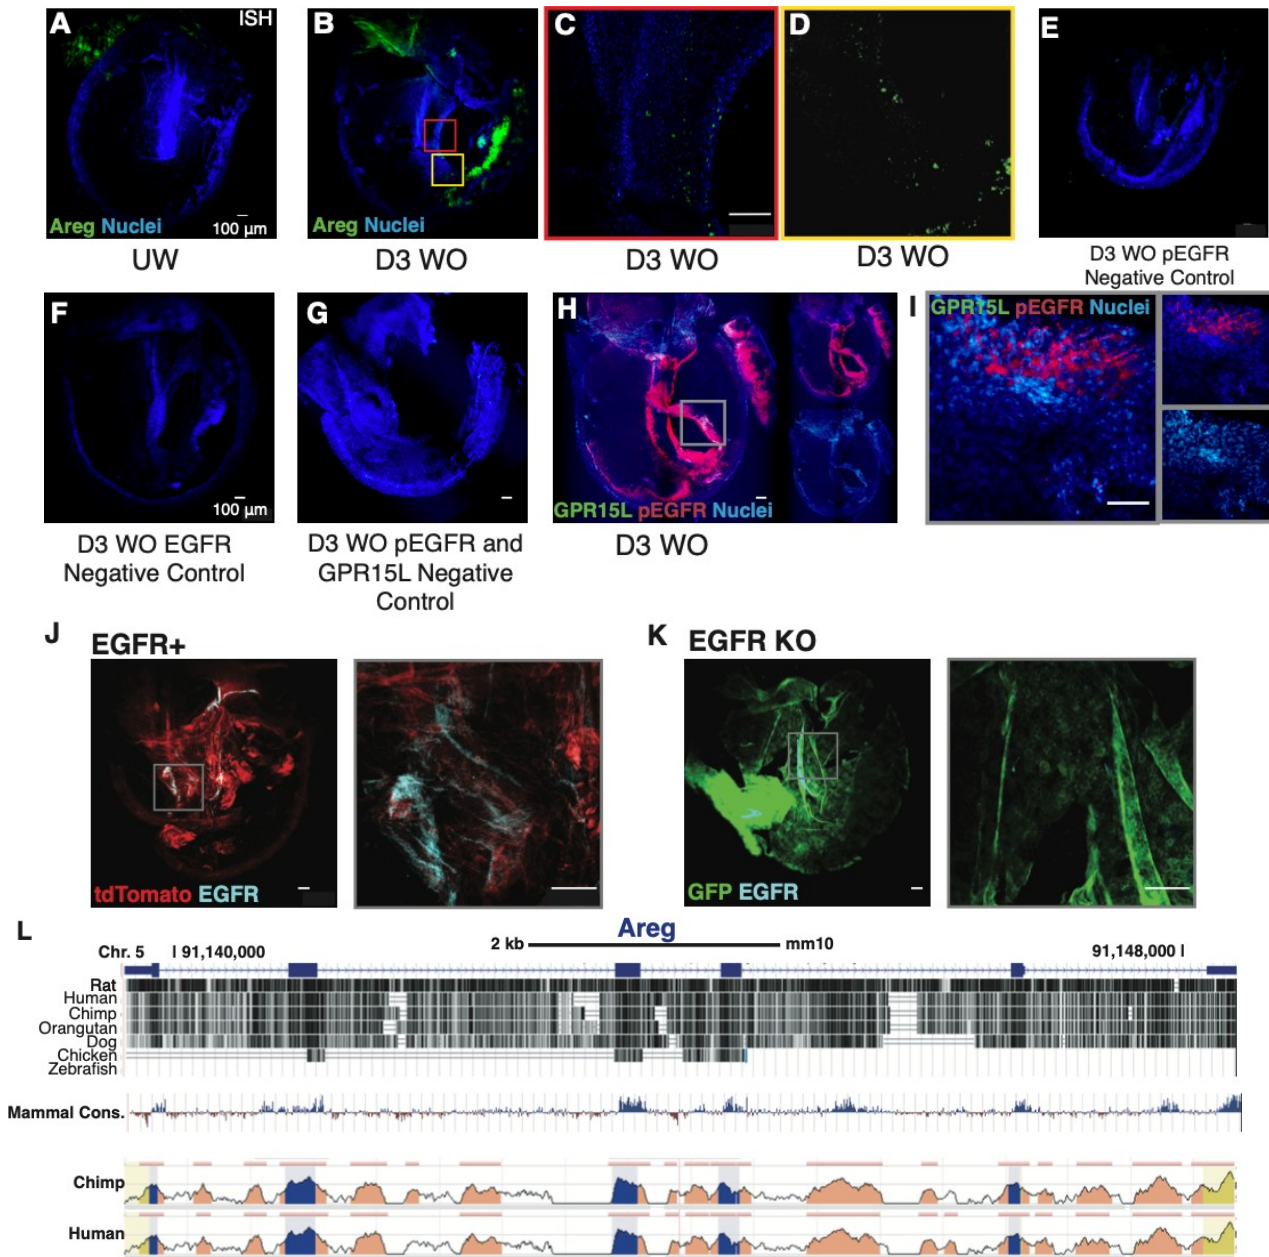 A
ISH
Areg Nuclei
100 µm
UW
B
Areg Nuclei
D3 WO
C
D3 WO
D
D3 WO
E
D3 WO pEGFR
Negative Control
F
100 µm
D3 WO EGFR
Negative Control
G
D3 WO pEGFR and
GPR15L Negative
Control
H
GPR15L pEGFR Nuclei
D3 WO
I
GPR15L pEGFR Nuclei
J
EGFR+
tdTomato EGFR
K
EGFR KO
GFP EGFR
L
Areg
Chr. 5
91,140,000
2 kb
mm10
91,148,000
Rat
Human
Chimp
Orangutan
Dog
Chicken
Zebrafish
Mammal Cons.
Chimp
Human